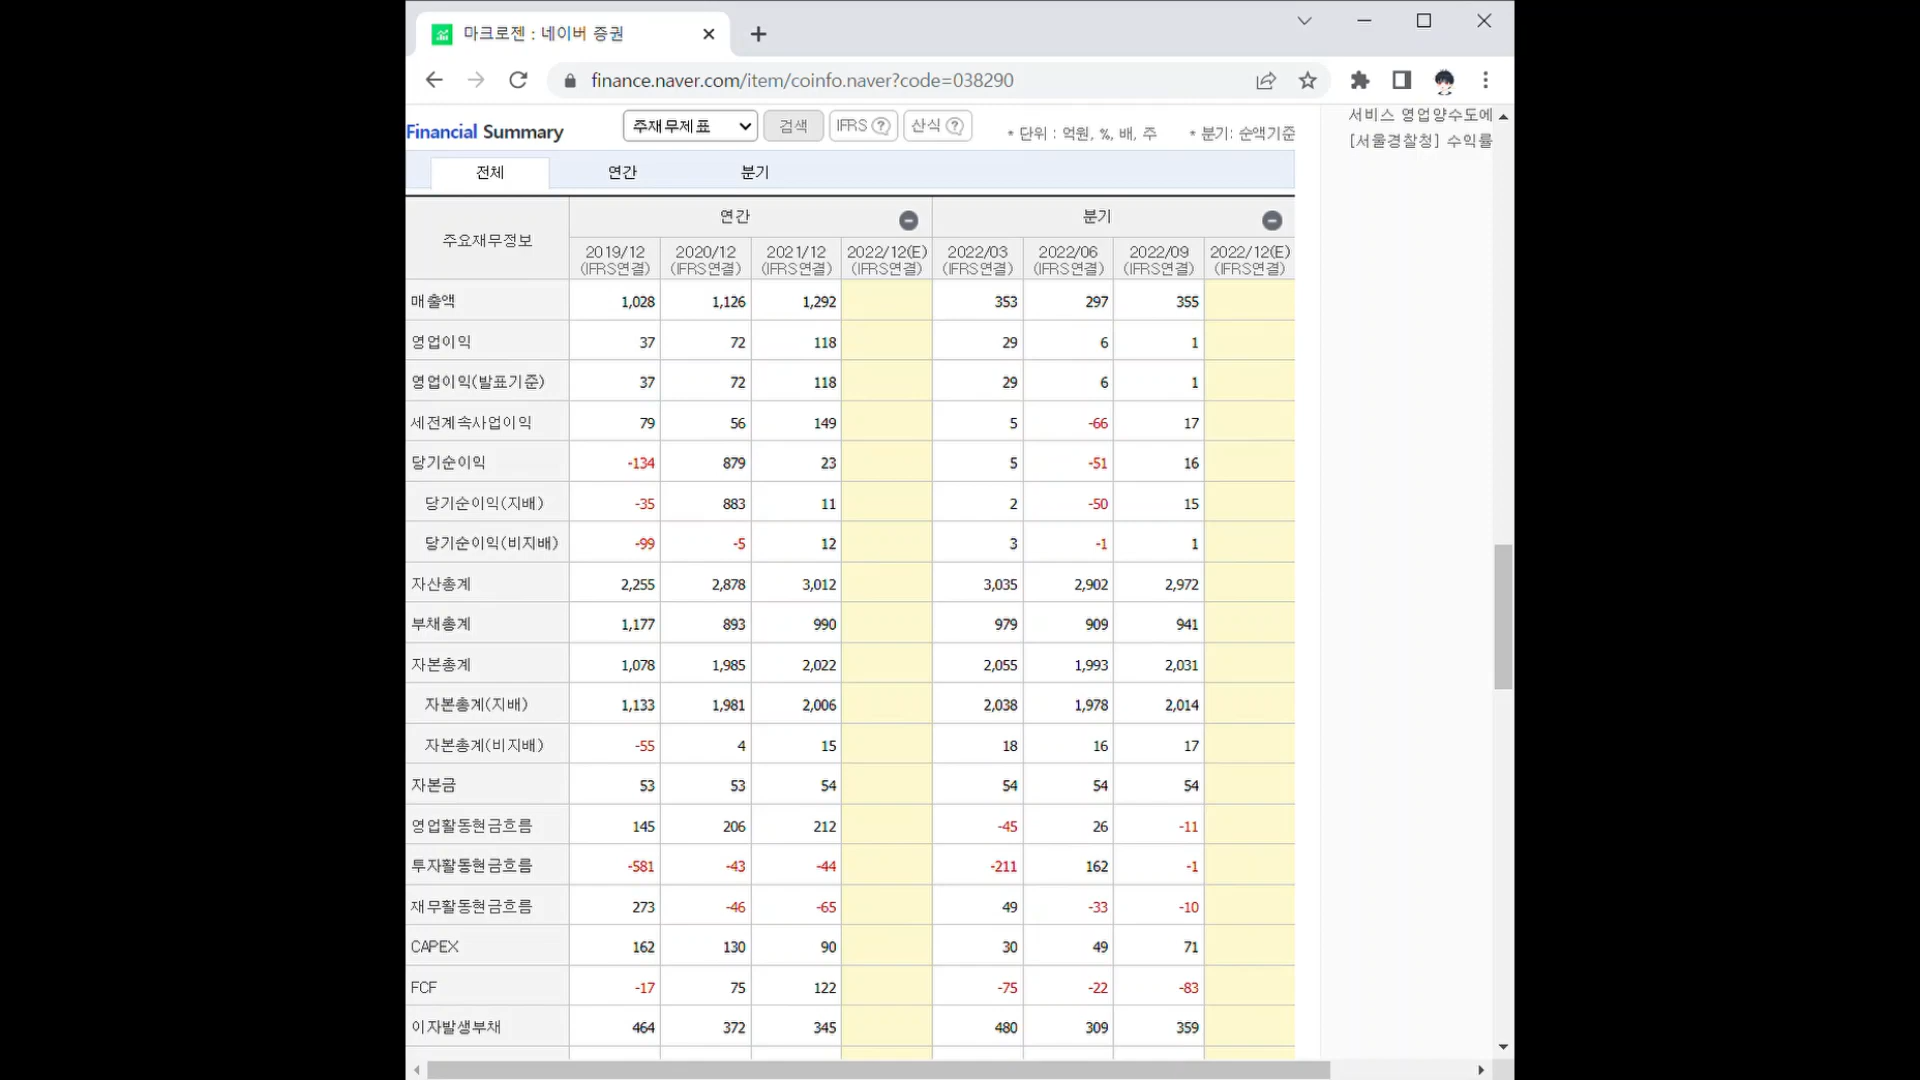 마크로젠 : 네이버 증권
finance.naver.com/item/coinfo.naver?code=038290
서비스 영업양수도에
[서울경찰청] 수익률
Financial Summary 주재무제표 검색 IFRS ? 산식 ? * 단위 : 억원, %, 배, 주 * 분기: 순액기준
전체 연간 분기
주요재무정보 연간 분기
2019/12 2020/12 2021/12 2022/12(E) 2022/03 2022/06 2022/09 2022/12(E)
(IFRS연결) (IFRS연결) (IFRS연결) (IFRS연결) (IFRS연결) (IFRS연결) (IFRS연결) (IFRS연결)
매출액 1,028 1,126 1,292 353 297 355
영업이익 37 72 118 29 6 1
영업이익(발표기준) 37 72 118 29 6 1
세전계속사업이익 79 56 149 5 -66 17
당기순이익 -134 879 23 5 -51 16
당기순이익(지배) -35 883 11 2 -50 15
당기순이익(비지배) -99 -5 12 3 -1 1
자산총계 2,255 2,878 3,012 3,035 2,902 2,972
부채총계 1,177 893 990 979 909 941
자본총계 1,078 1,985 2,022 2,055 1,993 2,031
자본총계(지배) 1,133 1,981 2,006 2,038 1,978 2,014
자본총계(비지배) -55 4 15 18 16 17
자본금 53 53 54 54 54 54
영업활동현금흐름 145 206 212 -45 26 -11
투자활동현금흐름 -581 -43 -44 -211 162 -1
재무활동현금흐름 273 -46 -65 49 -33 -10
CAPEX 162 130 90 30 49 71
FCF -17 75 122 -75 -22 -83
이자발생부채 464 372 345 480 309 359